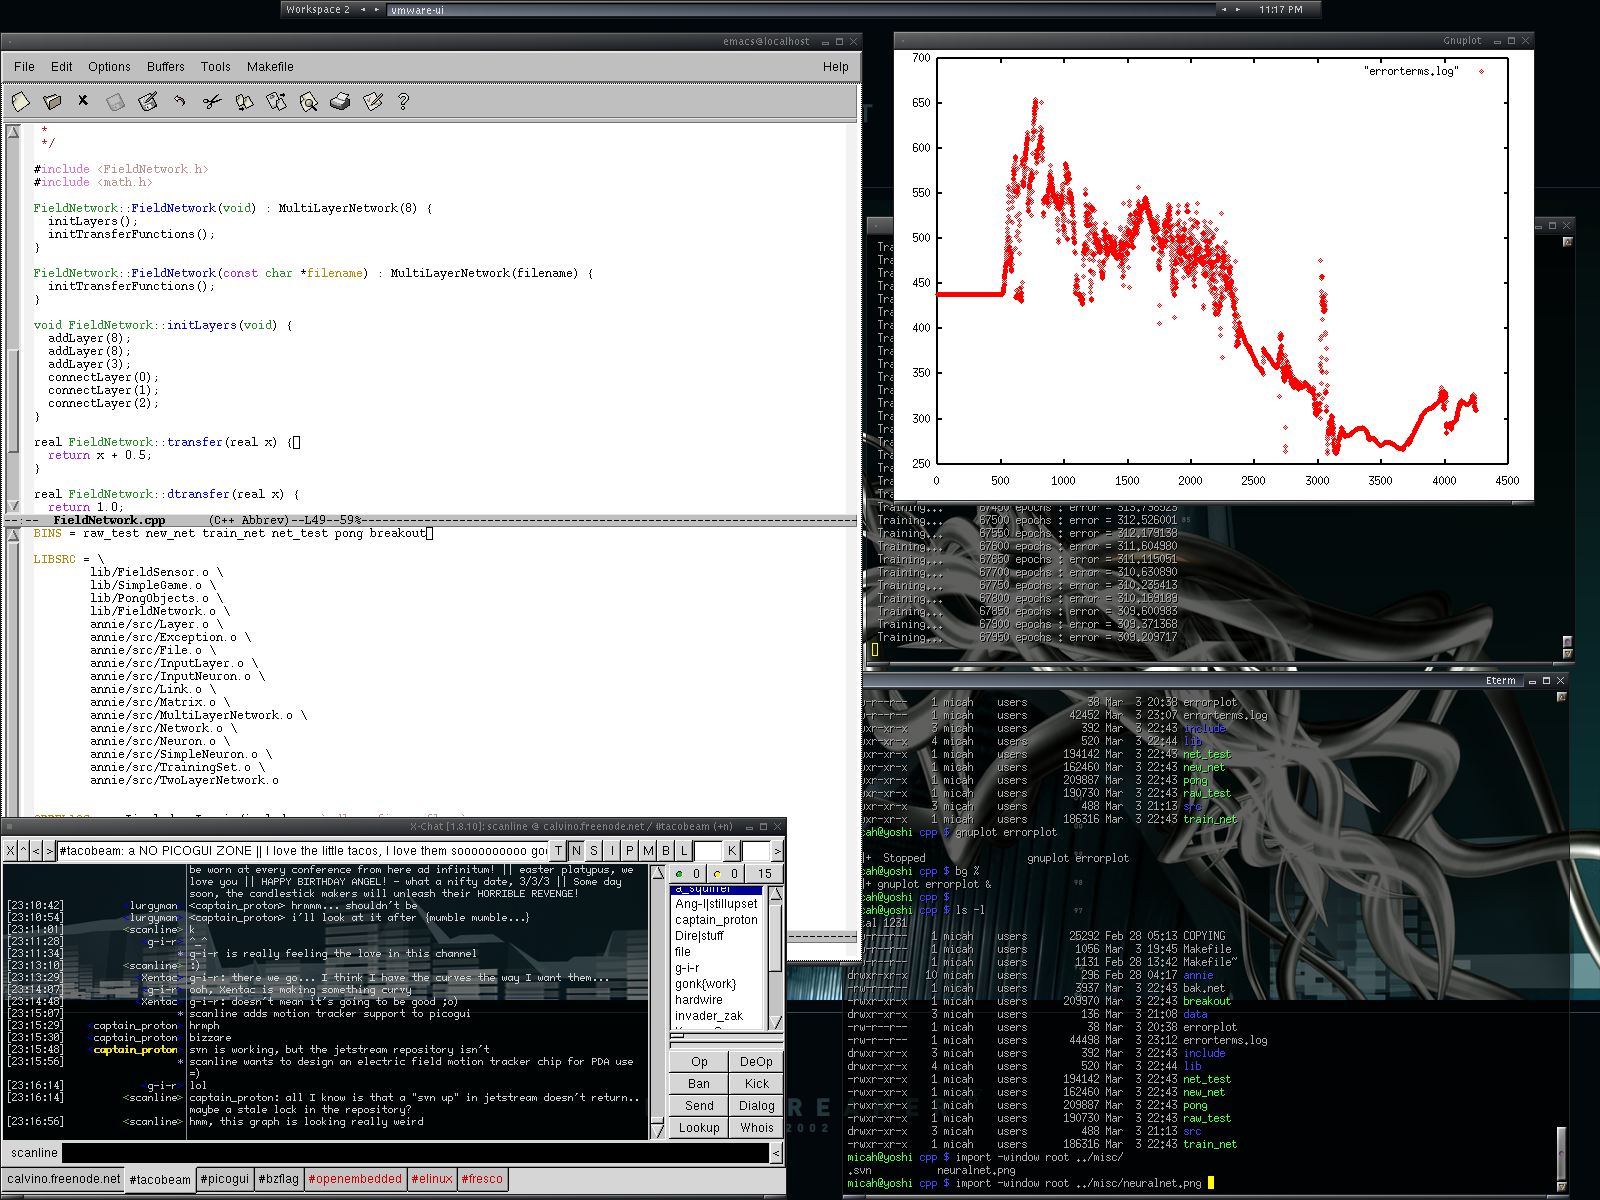 Workspace 2
vmware-ui
11:17 PM
emacs@localhost
File Edit Options Buffers Tools Makefile Help
*
*/
#include <FieldNetwork.h>
#include <math.h>
FieldNetwork::FieldNetwork(void) : MultiLayerNetwork(8) {
initLayers();
initTransferFunctions();
}
FieldNetwork::FieldNetwork(const char *filename) : MultiLayerNetwork(filename) {
initTransferFunctions();
}
void FieldNetwork::initLayers(void) {
addLayer(8);
addLayer(8);
addLayer(3);
connectLayer(0);
connectLayer(1);
connectLayer(2);
}
real FieldNetwork::transfer(real x) {
return x + 0.5;
}
real FieldNetwork::dtransfer(real x) {
return 1.0;
--:-- FieldNetwork.cpp (C++ Abbrev)--L49--59%--
BINS = raw_test new_net train_net net_test pong breakout
LIBSRC = \
lib/FieldSensor.o \
lib/SimpleGame.o \
lib/PongObjects.o \
lib/FieldNetwork.o \
annie/src/Layer.o \
annie/src/Exception.o \
annie/src/File.o \
annie/src/InputLayer.o \
annie/src/InputNeuron.o \
annie/src/Link.o \
annie/src/Matrix.o \
annie/src/MultiLayerNetwork.o \
annie/src/Network.o \
annie/src/Neuron.o \
annie/src/SimpleNeuron.o \
annie/src/TrainingSet.o \
annie/src/TwoLayerNetwork.o
Gnuplot
"errorterms.log"
700
650
600
550
500
450
400
350
300
250
0 500 1000 1500 2000 2500 3000 3500 4000 4500
Training... 67500 epochs : error = 312.526001
Training... 67550 epochs : error = 312.179138
Training... 67600 epochs : error = 311.604980
Training... 67650 epochs : error = 311.115051
Training... 67700 epochs : error = 310.630890
Training... 67750 epochs : error = 310.235413
Training... 67800 epochs : error = 310.189189
Training... 67850 epochs : error = 309.600983
Training... 67900 epochs : error = 309.371368
Training... 67950 epochs : error = 309.209717
Eterm
w-r--r-- 1 micah users 38 Mar 3 20:38 errorplot
w-r--r-- 1 micah users 42452 Mar 3 23:07 errorterms.log
wxr-xr-x 3 micah users 392 Mar 3 22:43 include
wxr-xr-x 4 micah users 520 Mar 3 22:44 lib
wxr-xr-x 1 micah users 194142 Mar 3 22:43 net_test
wxr-xr-x 1 micah users 162460 Mar 3 22:43 new_net
wxr-xr-x 1 micah users 209887 Mar 3 22:43 pong
wxr-xr-x 1 micah users 190730 Mar 3 22:43 raw_test
wxr-xr-x 3 micah users 488 Mar 3 21:13 src
wxr-xr-x 1 micah users 186316 Mar 3 22:43 train_net
cah@yoshi cpp $ gnuplot errorplot
]+ Stopped gnuplot errorplot
cah@yoshi cpp $ bg %
]+ gnuplot errorplot &
cah@yoshi cpp $
cah@yoshi cpp $ ls -l
al 1231
1 micah users 25292 Feb 28 05:13 COPYING
1 micah users 1056 Mar 3 19:45 Makefile
1 micah users 1131 Feb 28 13:42 Makefile~
drwxr-xr-x 10 micah users 296 Feb 28 04:17 annie
-rw-r--r-- 1 micah users 3937 Mar 3 22:43 bak.net
-rwxr-xr-x 1 micah users 209970 Mar 3 22:43 breakout
drwxr-xr-x 3 micah users 136 Mar 3 21:08 data
-rw-r--r-- 1 micah users 38 Mar 3 20:38 errorplot
-rw-r--r-- 1 micah users 44498 Mar 3 23:12 errorterms.log
drwxr-xr-x 3 micah users 392 Mar 3 22:43 include
drwxr-xr-x 4 micah users 520 Mar 3 22:44 lib
-rwxr-xr-x 1 micah users 194142 Mar 3 22:43 net_test
-rwxr-xr-x 1 micah users 162460 Mar 3 22:43 new_net
-rwxr-xr-x 1 micah users 209887 Mar 3 22:43 pong
-rwxr-xr-x 1 micah users 190730 Mar 3 22:43 raw_test
drwxr-xr-x 3 micah users 488 Mar 3 21:13 src
-rwxr-xr-x 1 micah users 186316 Mar 3 22:43 train_net
micah@yoshi cpp $ import -window root ../misc/
.svn neuralnet.png
micah@yoshi cpp $ import -window root ../misc/neuralnet.png
X-Chat [1.8.10]: scanline @ calvino.freenode.net / #tacobeam (+n)
X ^ < > #tacobeam: a NO PICOGUI ZONE || I love the little tacos, I love them soooooooooo goo T N S I P M B L K >
be worn at every conference from here ad infinitum! || easter platypus, we
love you || HAPPY BIRTHDAY ANGEL! - what a nifty date, 3/3/3 || Some day
soon, the candlestick makers will unleash their HORRIBLE REVENGE!
[23:10:42] <lurgyman> <captain_proton> hrmmm... shouldn't be
[23:10:54] <lurgyman> <captain_proton> i'll look at it after {mumble mumble...}
[23:11:01] <scanline> k
[23:11:28] <g-i-r> ^_^
[23:11:34] * g-i-r is really feeling the love in this channel
[23:13:10] <scanline> :)
[23:13:29] <Xentac> g-i-r: there we go... I think I have the curves the way I want them...
[23:14:07] <g-i-r> ooh, Xentac is making something curvy
[23:14:48] <Xentac> g-i-r: doesn't mean it's going to be good ;o)
[23:15:07] * scanline adds motion tracker support to picogui
[23:15:29] <captain_proton> hrmph
[23:15:30] <captain_proton> bizzare
[23:15:48] <captain_proton> svn is working, but the jetstream repository isn't
[23:15:56] * scanline wants to design an electric field motion tracker chip for PDA use
=)
[23:16:14] <g-i-r> lol
[23:16:14] <scanline> captain_proton: all I know is that a "svn up" in jetstream doesn't return..
maybe a stale lock in the repository?
[23:16:56] <scanline> hmm, this graph is looking really weird
0 0 15
a_squirrel
Ang-l|stillupset
captain_proton
Dire|stuff
file
g-i-r
gonk{work}
hardwire
invader_zak
Op DeOp
Ban Kick
Send Dialog
Lookup Whois
scanline <
calvino.freenode.net #tacobeam #picogui #bzflag #openembedded #elinux #fresco
2002